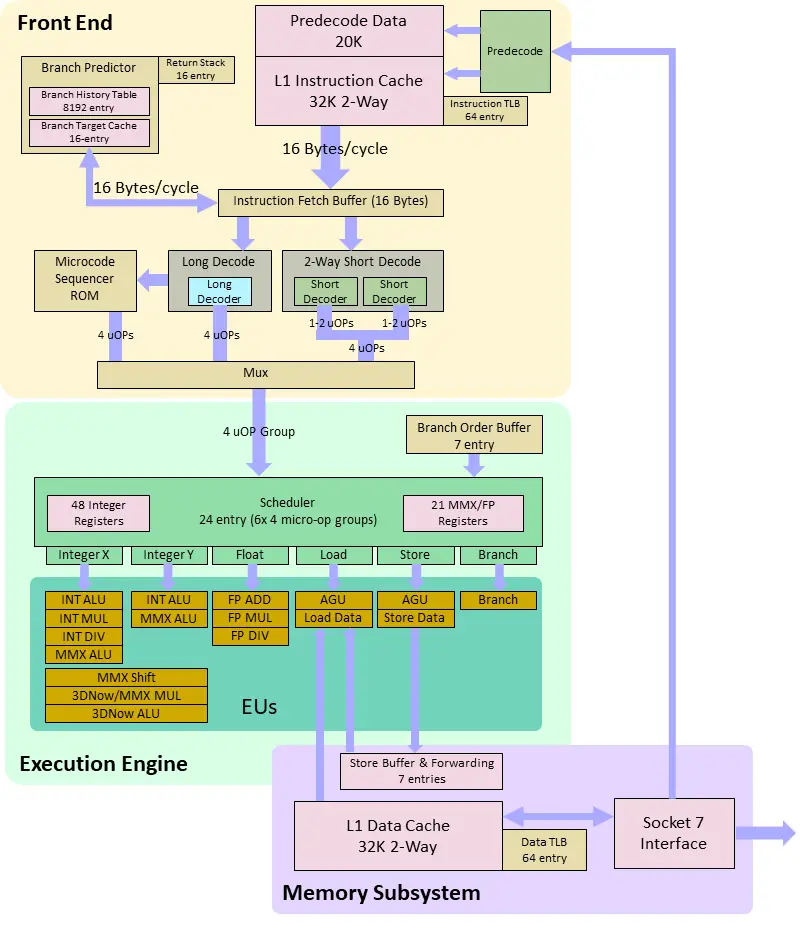 Front End
Predecode Data
20K
Predecode
L1 Instruction Cache
32K 2-Way
Instruction TLB
64 entry
Branch Predictor
Return Stack
16 entry
Branch History Table
8192 entry
Branch Target Cache
16-entry
16 Bytes/cycle
16 Bytes/cycle
Instruction Fetch Buffer (16 Bytes)
Microcode
Sequencer
ROM
Long Decode
Long
Decoder
2-Way Short Decode
Short
Decoder
Short
Decoder
1-2 uOPs
1-2 uOPs
4 uOPs
4 uOPs
4 uOPs
Mux
4 uOP Group
Branch Order Buffer
7 entry
48 Integer
Registers
Scheduler
24 entry (6x 4 micro-op groups)
21 MMX/FP
Registers
Integer X
Integer Y
Float
Load
Store
Branch
INT ALU
INT MUL
INT DIV
MMX ALU
INT ALU
MMX ALU
FP ADD
FP MUL
FP DIV
AGU
Load Data
AGU
Store Data
Branch
MMX Shift
3DNow/MMX MUL
3DNow ALU
EUs
Execution Engine
Store Buffer & Forwarding
7 entries
L1 Data Cache
32K 2-Way
Data TLB
64 entry
Socket 7
Interface
Memory Subsystem